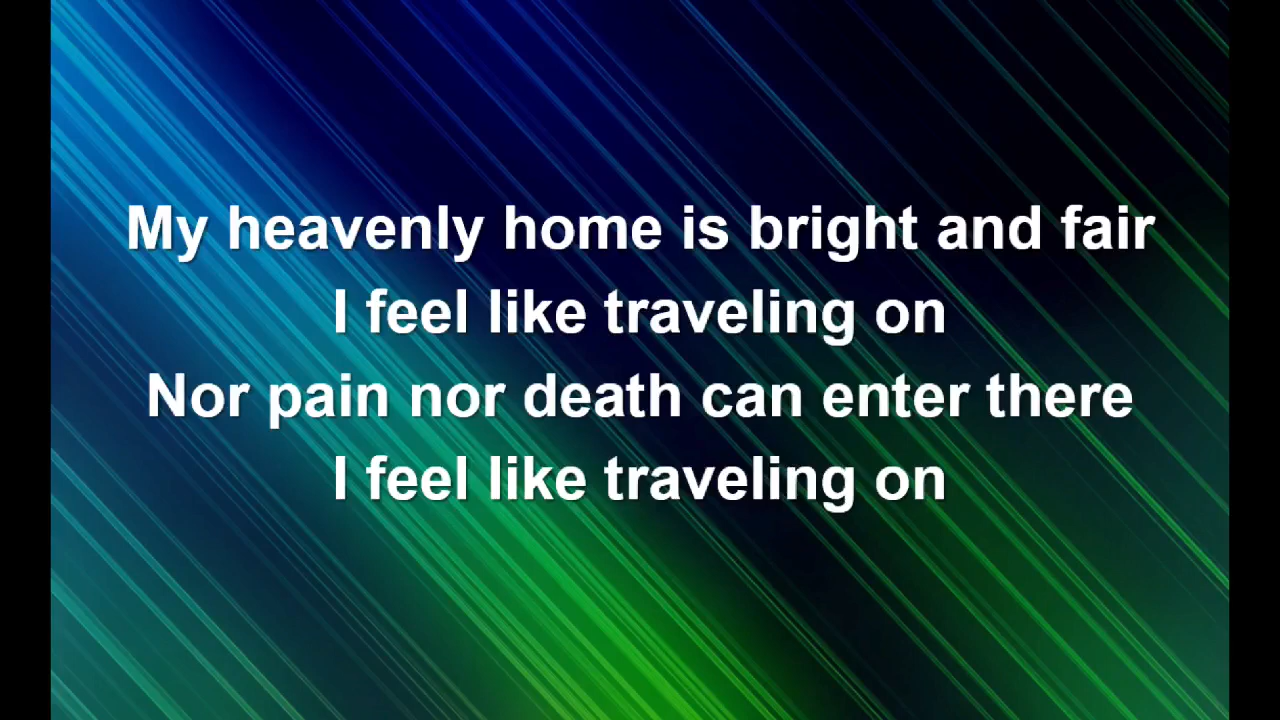 My heavenly home is bright and fair
I feel like traveling on
Nor pain nor death can enter there
I feel like traveling on